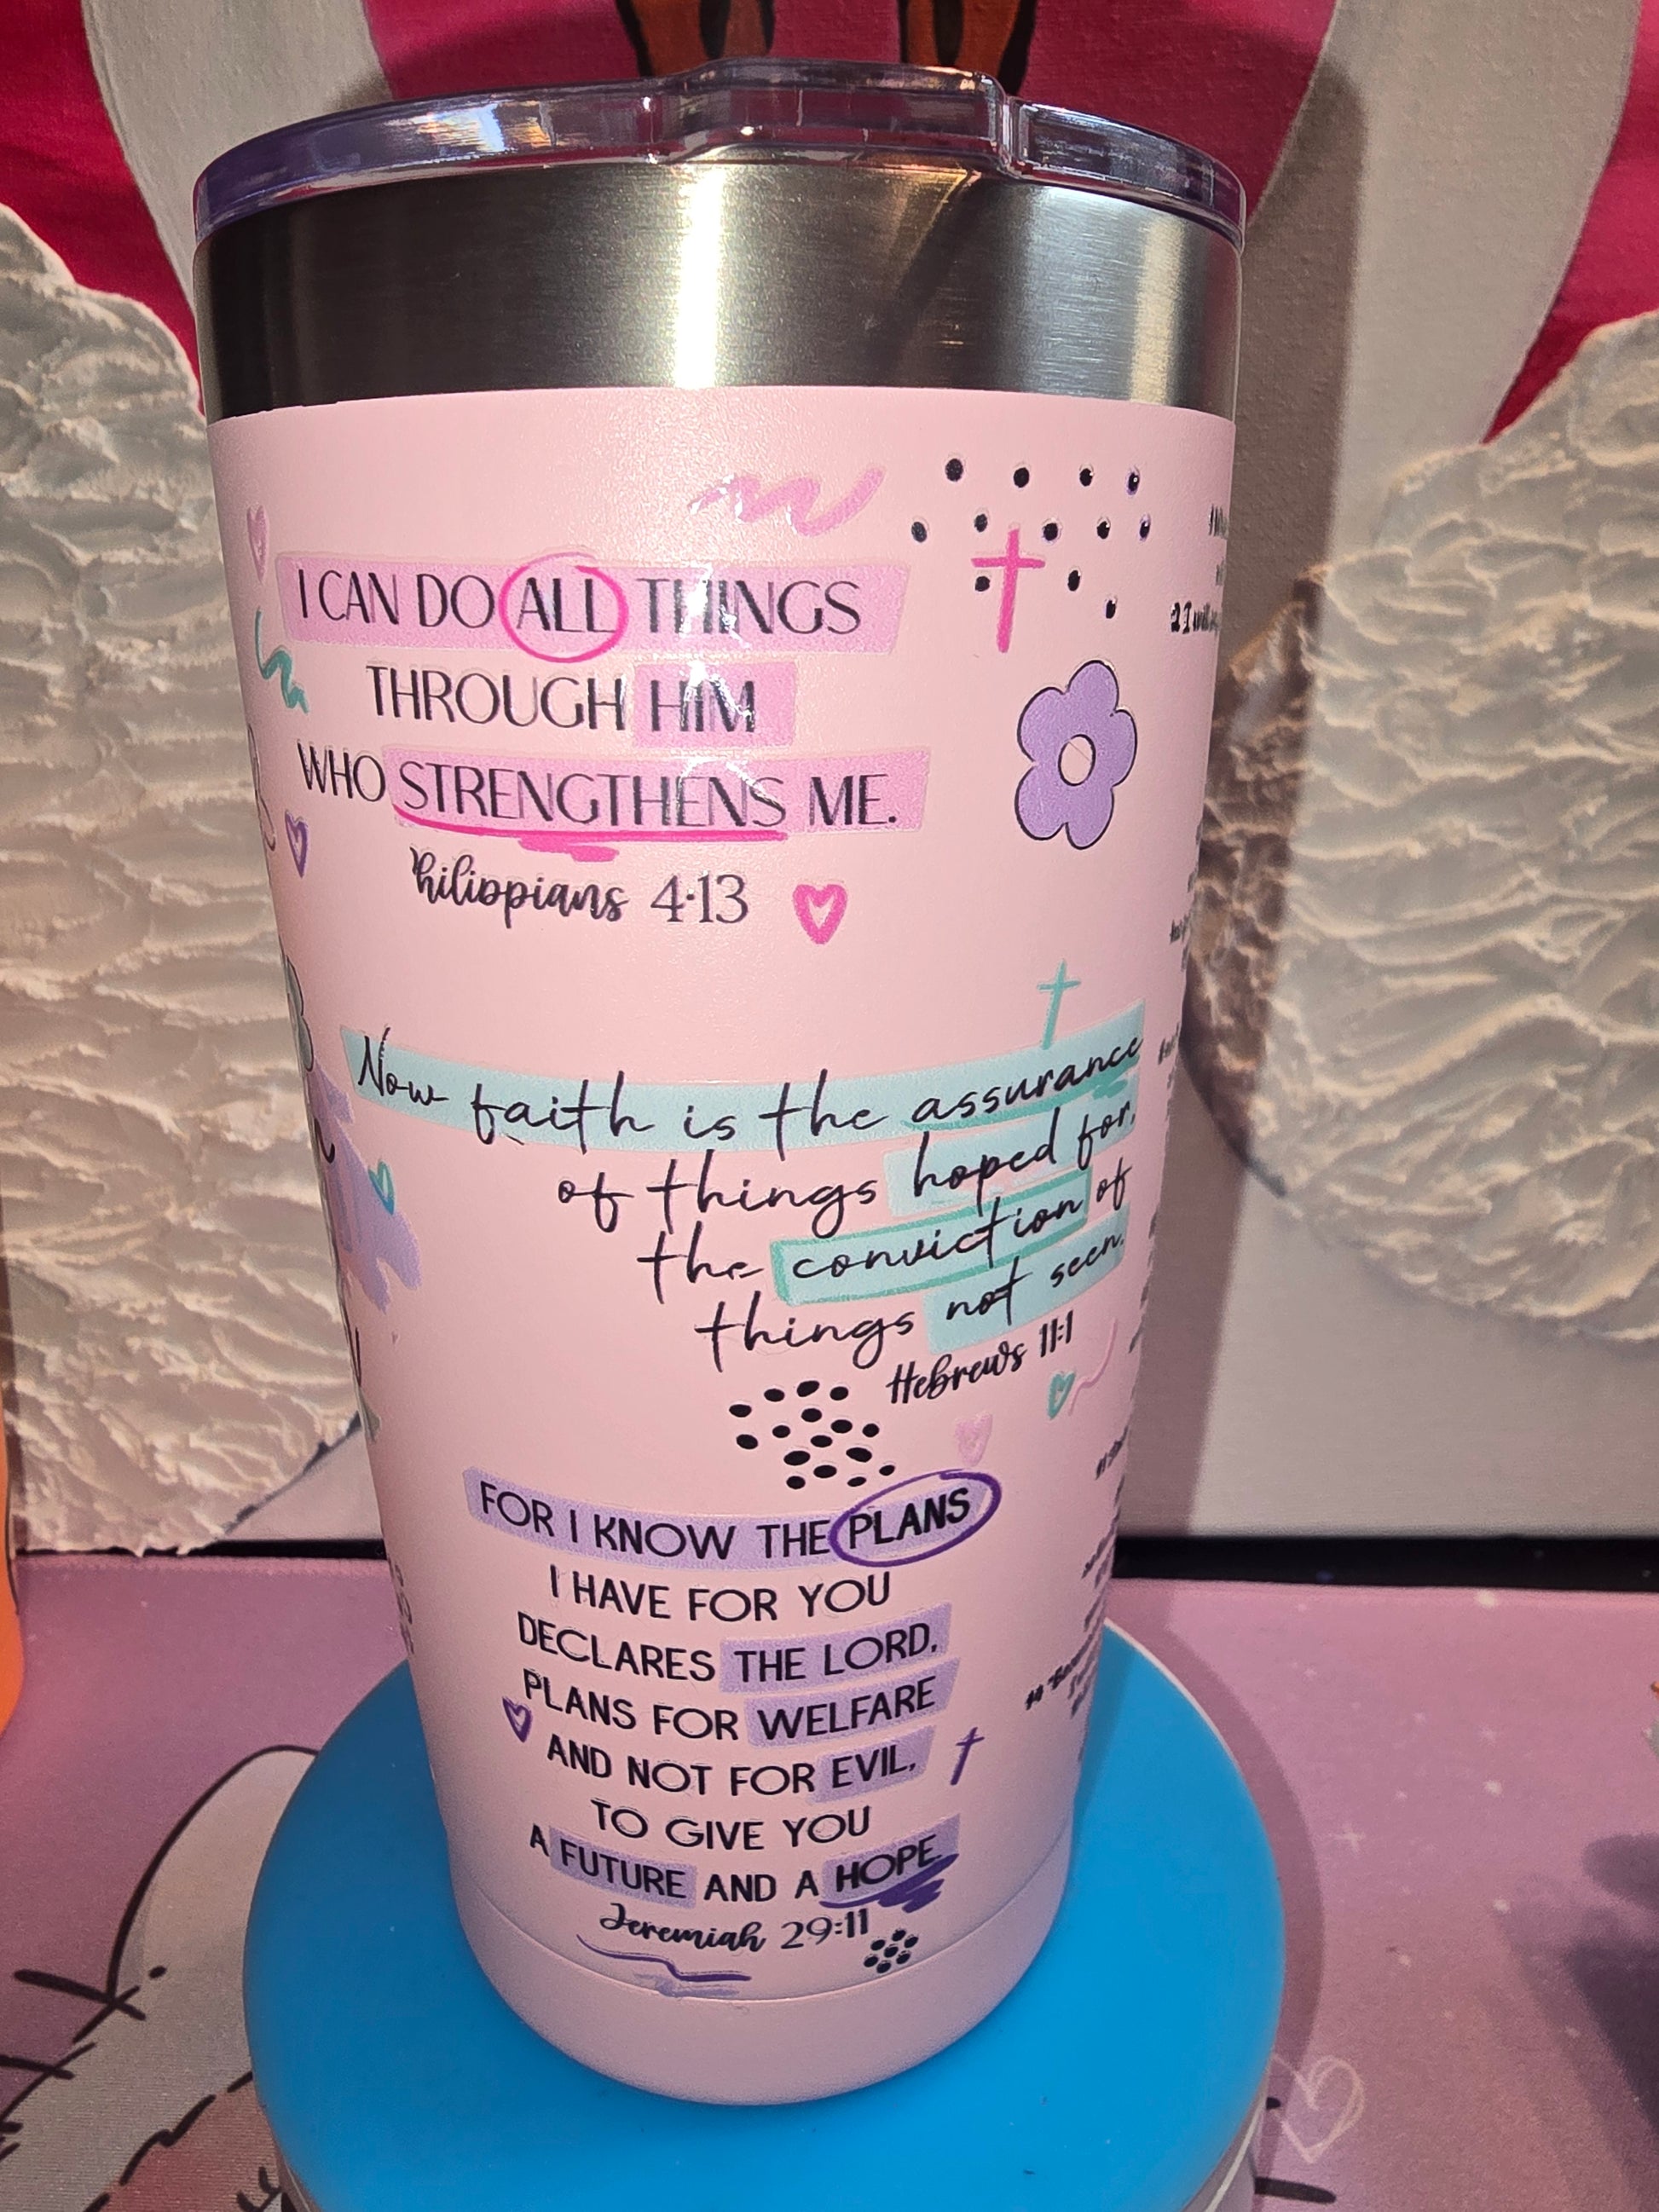 I CAN DO ALL THINGS
THROUGH HIM
WHO STRENGTHENS ME.
Philippians 4:13
Now faith is the assurance
of things hoped for,
the conviction of
things not seen.
Hebrews 11:1
FOR I KNOW THE PLANS
I HAVE FOR YOU
DECLARES THE LORD,
PLANS FOR WELFARE
AND NOT FOR EVIL,
TO GIVE YOU
A FUTURE AND A HOPE.
Jeremiah 29:11